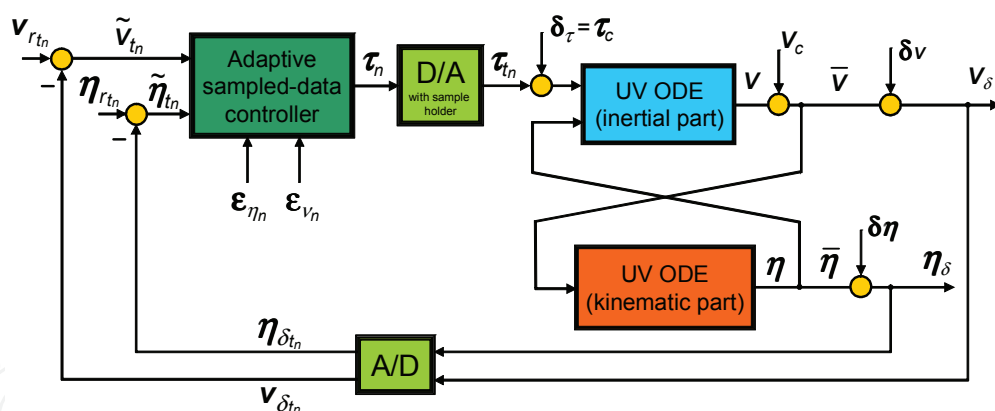 v_{r_{t_n}}
ṽ_{t_n}
η_{r_{t_n}}
η̃_{t_n}
–
–
Adaptive
sampled-data
controller
ε_{η_n}
ε_{ν_n}
τ_n
D/A
with sample
holder
τ_{t_n}
δ_τ = τ_c
UV ODE
(inertial part)
v
v_c
v̄
δv
v_δ
UV ODE
(kinematic part)
η
η̄
δη
η_δ
η_{δ_{t_n}}
A/D
v_{δ_{t_n}}